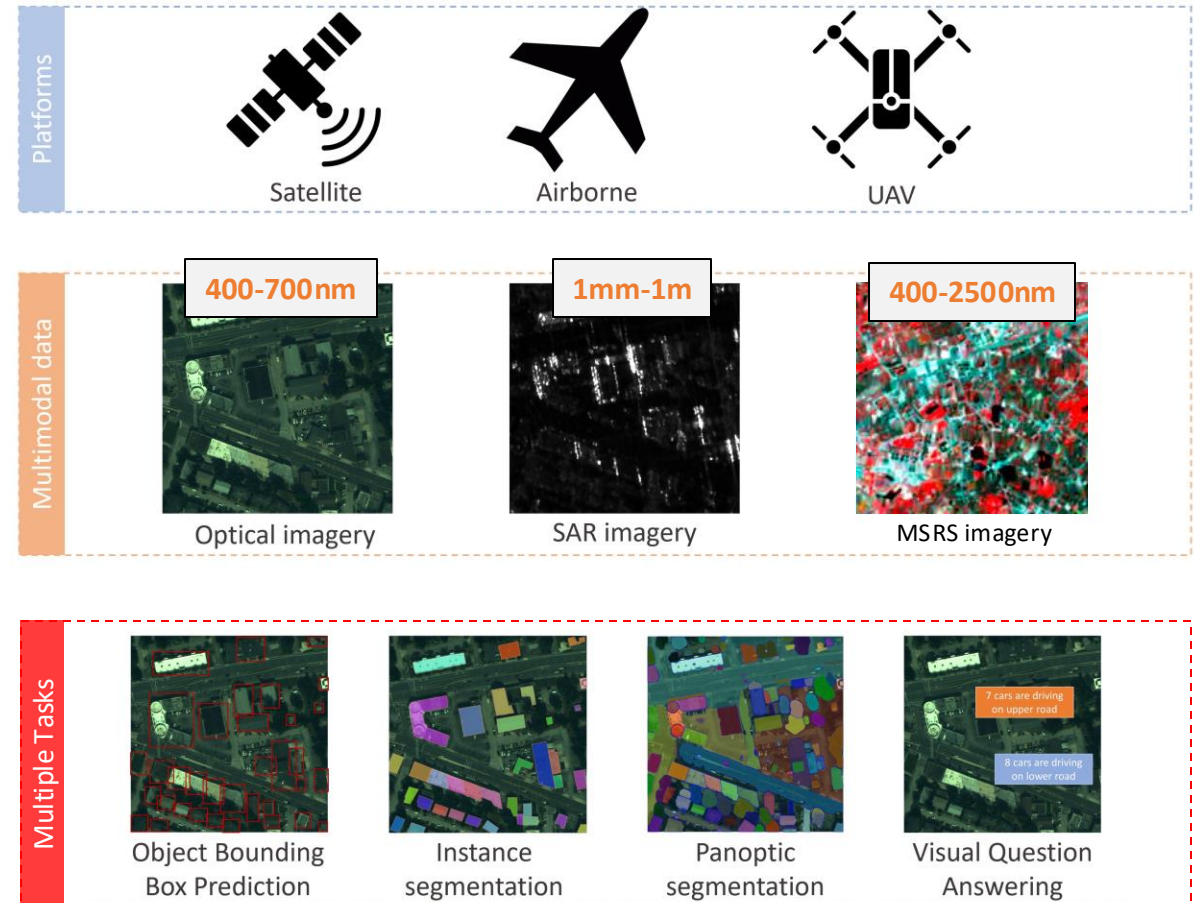 Platforms
Satellite
Airborne
UAV
Multimodal data
400-700nm
1mm-1m
400-2500nm
Optical imagery
SAR imagery
MSRS imagery
Multiple Tasks
7 cars are driving
on upper road
8 cars are driving
on lower road
Object Bounding
Box Prediction
Instance
segmentation
Panoptic
segmentation
Visual Question
Answering